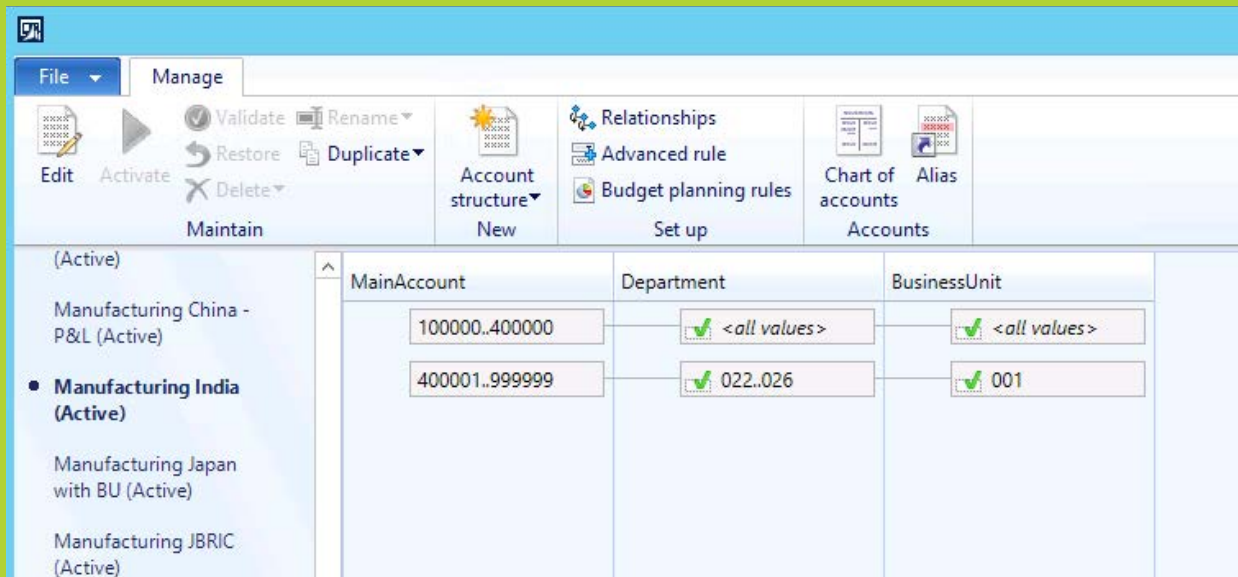 File
Manage
Edit
Activate
Validate
Rename
Restore
Duplicate
Delete
Maintain
Account
structure
New
Relationships
Advanced rule
Budget planning rules
Set up
Chart of
accounts
Alias
Accounts
(Active)
Manufacturing China -
P&L (Active)
Manufacturing India
(Active)
Manufacturing Japan
with BU (Active)
Manufacturing JBRIC
(Active)
MainAccount Department BusinessUnit
100000..400000 <all values> <all values>
400001..999999 022..026 001